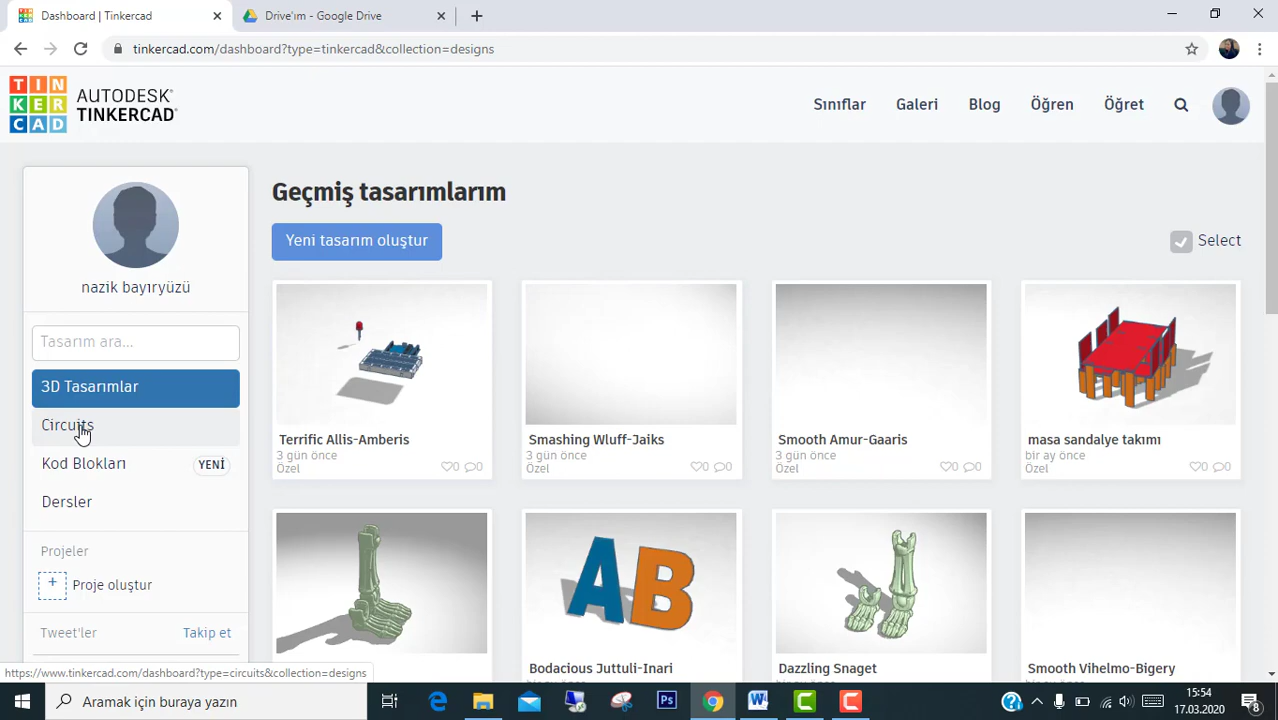 Dashboard | Tinkercad
Drive'ım - Google Drive
tinkercad.com/dashboard?type=tinkercad&collection=designs
TIN
KER
CAD
AUTODESK®
TINKERCAD™
Sınıflar
Galeri
Blog
Öğren
Öğret
nazik bayıryüzü
Tasarım ara...
3D Tasarımlar
Circuits
Kod Blokları
YENİ
Dersler
Projeler
+ Proje oluştur
Tweet'ler
Takip et
Geçmiş tasarımlarım
Yeni tasarım oluştur
Select
Terrific Allis-Amberis
3 gün önce
Özel
0 0
Smashing Wluff-Jaiks
3 gün önce
Özel
0 0
Smooth Amur-Gaaris
3 gün önce
Özel
0 0
masa sandalye takımı
bir ay önce
Özel
0 0
AB
Bodacious Juttuli-Inari
Dazzling Snaget
Smooth Vihelmo-Bigery
https://www.tinkercad.com/dashboard?type=circuits&collection=designs
Aramak için buraya yazın
15:54
17.03.2020
8